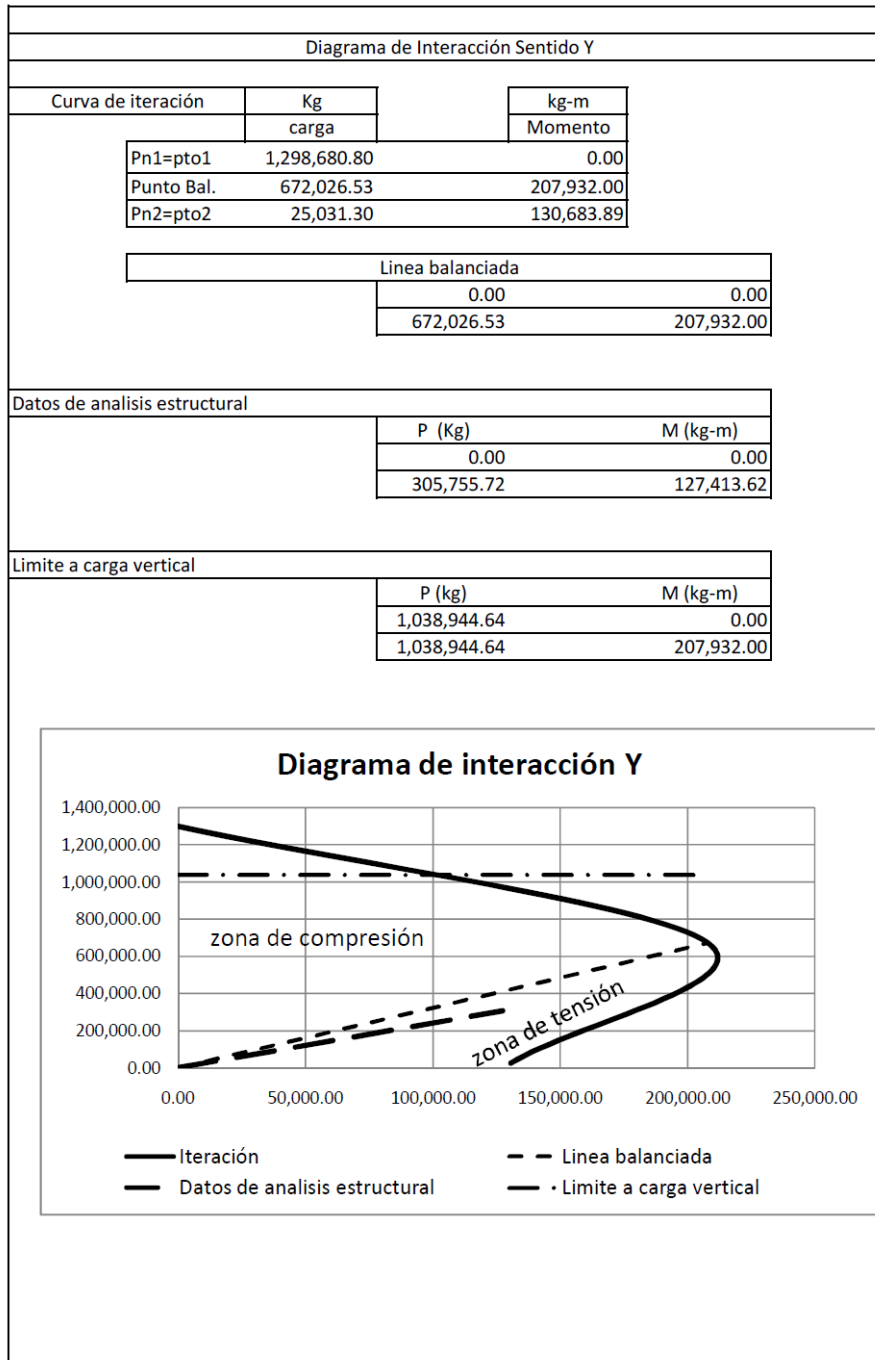 Diagrama de Interacción Sentido Y
Curva de iteración Kg kg-m
carga Momento
Pn1=pto1 1,298,680.80 0.00
Punto Bal. 672,026.53 207,932.00
Pn2=pto2 25,031.30 130,683.89
Linea balanciada
0.00 0.00
672,026.53 207,932.00
Datos de analisis estructural
P (Kg) M (kg-m)
0.00 0.00
305,755.72 127,413.62
Limite a carga vertical
P (kg) M (kg-m)
1,038,944.64 0.00
1,038,944.64 207,932.00
Diagrama de interacción Y
1,400,000.00
1,200,000.00
1,000,000.00
800,000.00
600,000.00
400,000.00
200,000.00
0.00
zona de compresión
zona de tensión
0.00 50,000.00 100,000.00 150,000.00 200,000.00 250,000.00
Iteración Linea balanciada
Datos de analisis estructural Limite a carga vertical